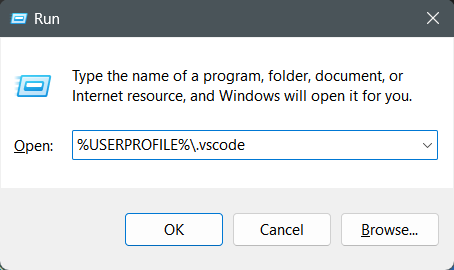 Run
Type the name of a program, folder, document, or
Internet resource, and Windows will open it for you.
Open: %USERPROFILE%\.vscode
OK Cancel Browse...